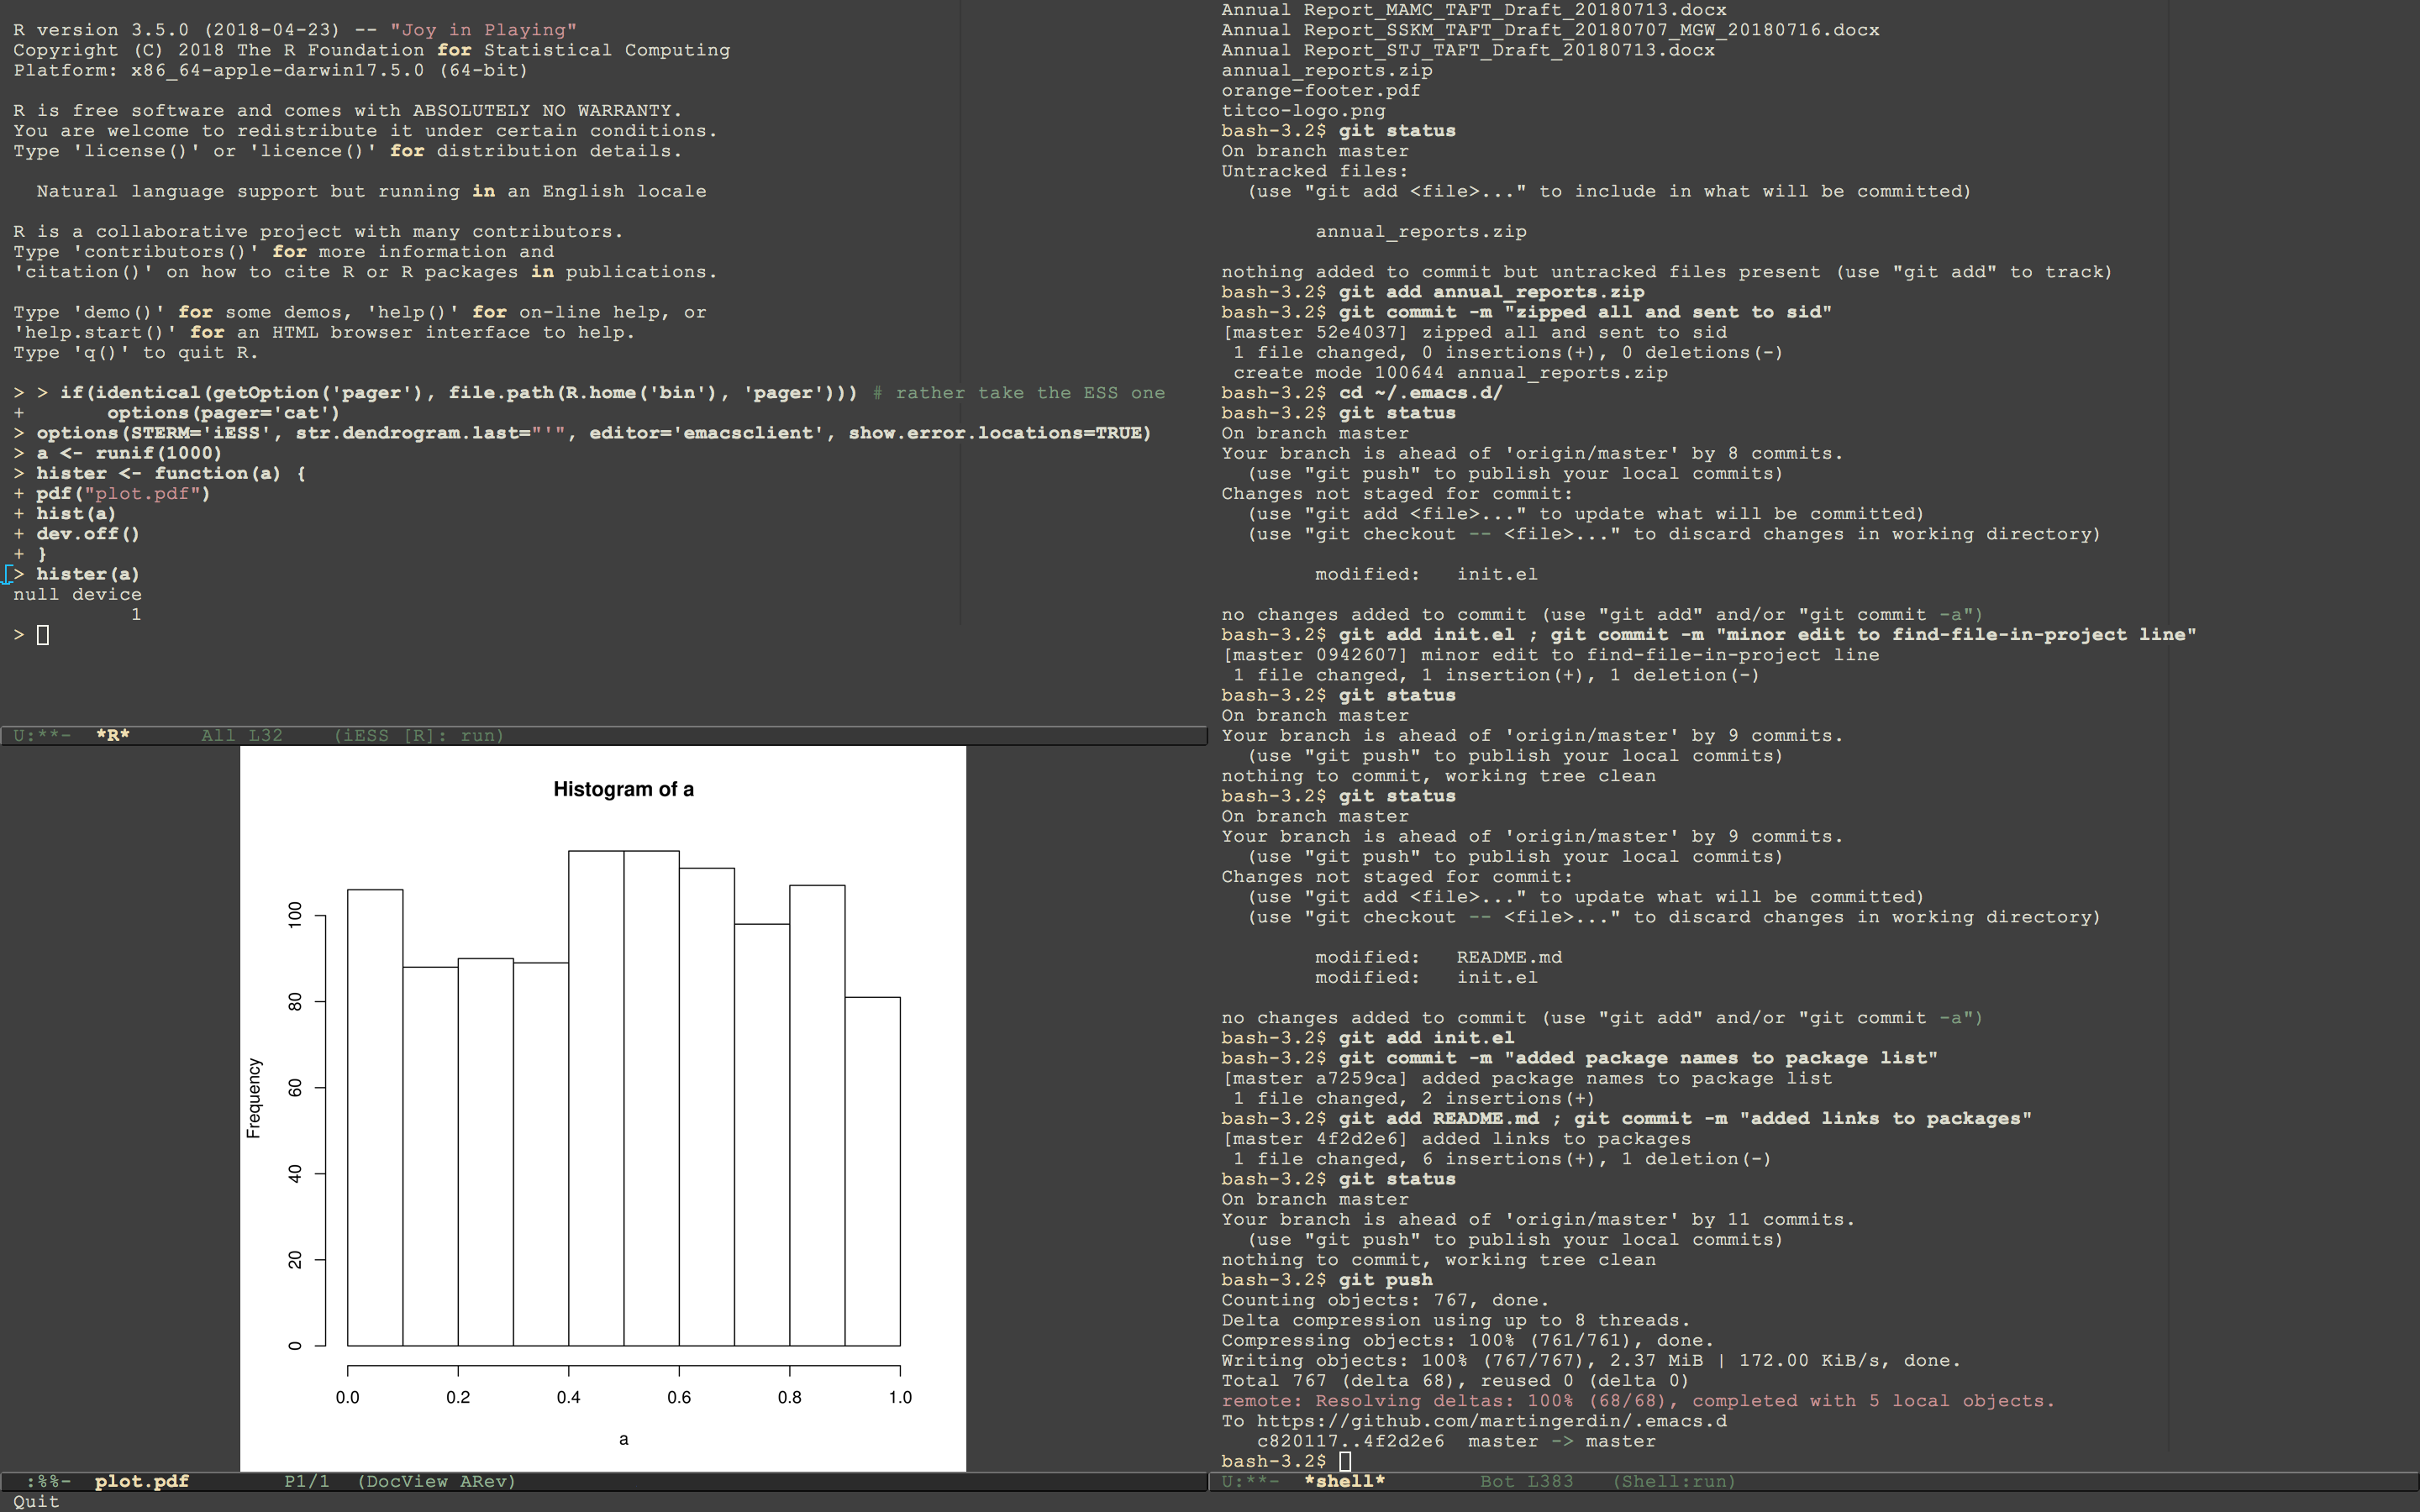 R version 3.5.0 (2018-04-23) -- "Joy in Playing"
Copyright (C) 2018 The R Foundation for Statistical Computing
Platform: x86_64-apple-darwin17.5.0 (64-bit)

R is free software and comes with ABSOLUTELY NO WARRANTY.
You are welcome to redistribute it under certain conditions.
Type 'license()' or 'licence()' for distribution details.

  Natural language support but running in an English locale

R is a collaborative project with many contributors.
Type 'contributors()' for more information and
'citation()' on how to cite R or R packages in publications.

Type 'demo()' for some demos, 'help()' for on-line help, or
'help.start()' for an HTML browser interface to help.
Type 'q()' to quit R.

> > if(identical(getOption('pager'), file.path(R.home('bin'), 'pager'))) # rather take the ESS one
+       options(pager='cat')
> options(STERM='iESS', str.dendrogram.last="'", editor='emacsclient', show.error.locations=TRUE)
> a <- runif(1000)
> hister <- function(a) {
+ pdf("plot.pdf")
+ hist(a)
+ dev.off()
+ }
> hister(a)
null device
          1
>
U:**-  *R*      All L32    (iESS [R]: run)
Histogram of a
Frequency
100
80
60
40
20
0
0.0 0.2 0.4 0.6 0.8 1.0
a
:%%-  plot.pdf        P1/1  (DocView ARev)
Quit
Annual Report_MAMC_TAFT_Draft_20180713.docx
Annual Report_SSKM_TAFT_Draft_20180707_MGW_20180716.docx
Annual Report_STJ_TAFT_Draft_20180713.docx
annual_reports.zip
orange-footer.pdf
titco-logo.png
bash-3.2$ git status
On branch master
Untracked files:
  (use "git add <file>..." to include in what will be committed)

        annual_reports.zip

nothing added to commit but untracked files present (use "git add" to track)
bash-3.2$ git add annual_reports.zip
bash-3.2$ git commit -m "zipped all and sent to sid"
[master 52e4037] zipped all and sent to sid
 1 file changed, 0 insertions(+), 0 deletions(-)
 create mode 100644 annual_reports.zip
bash-3.2$ cd ~/.emacs.d/
bash-3.2$ git status
On branch master
Your branch is ahead of 'origin/master' by 8 commits.
  (use "git push" to publish your local commits)
Changes not staged for commit:
  (use "git add <file>..." to update what will be committed)
  (use "git checkout -- <file>..." to discard changes in working directory)

        modified:   init.el

no changes added to commit (use "git add" and/or "git commit -a")
bash-3.2$ git add init.el ; git commit -m "minor edit to find-file-in-project line"
[master 0942607] minor edit to find-file-in-project line
 1 file changed, 1 insertion(+), 1 deletion(-)
bash-3.2$ git status
On branch master
Your branch is ahead of 'origin/master' by 9 commits.
  (use "git push" to publish your local commits)
nothing to commit, working tree clean
bash-3.2$ git status
On branch master
Your branch is ahead of 'origin/master' by 9 commits.
  (use "git push" to publish your local commits)
Changes not staged for commit:
  (use "git add <file>..." to update what will be committed)
  (use "git checkout -- <file>..." to discard changes in working directory)

        modified:   README.md
        modified:   init.el

no changes added to commit (use "git add" and/or "git commit -a")
bash-3.2$ git add init.el
bash-3.2$ git commit -m "added package names to package list"
[master a7259ca] added package names to package list
 1 file changed, 2 insertions(+)
bash-3.2$ git add README.md ; git commit -m "added links to packages"
[master 4f2d2e6] added links to packages
 1 file changed, 6 insertions(+), 1 deletion(-)
bash-3.2$ git status
On branch master
Your branch is ahead of 'origin/master' by 11 commits.
  (use "git push" to publish your local commits)
nothing to commit, working tree clean
bash-3.2$ git push
Counting objects: 767, done.
Delta compression using up to 8 threads.
Compressing objects: 100% (761/761), done.
Writing objects: 100% (767/767), 2.37 MiB | 172.00 KiB/s, done.
Total 767 (delta 68), reused 0 (delta 0)
remote: Resolving deltas: 100% (68/68), completed with 5 local objects.
To https://github.com/martingerdin/.emacs.d
   c820117..4f2d2e6  master -> master
bash-3.2$
U:**-  *shell*        Bot L383   (Shell:run)